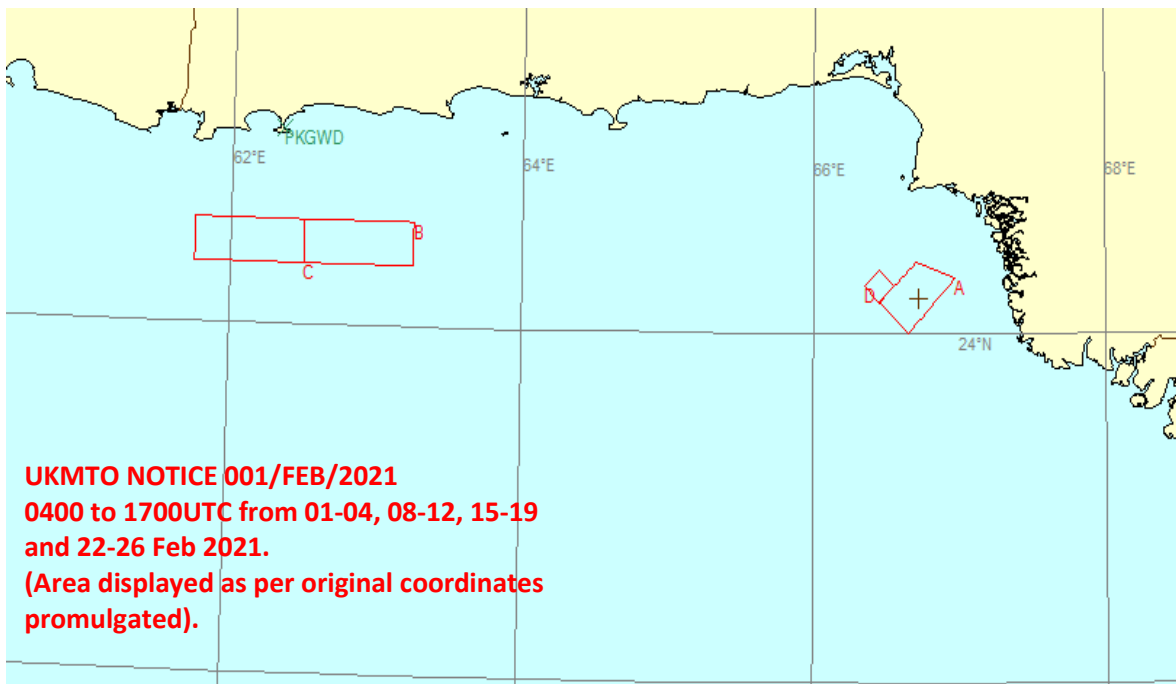 PKGWD
62°E
64°E
66°E
68°E
B
C
D
A
24°N
UKMTO NOTICE 001/FEB/2021
0400 to 1700UTC from 01-04, 08-12, 15-19
and 22-26 Feb 2021.
(Area displayed as per original coordinates
promulgated).